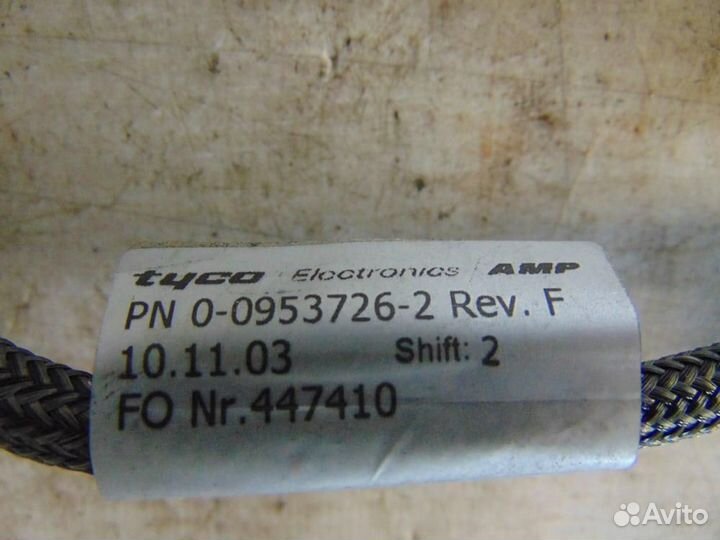 tyco / Electronics / AMP
PN 0-0953726-2 Rev. F
10.11.03 Shift: 2
FO Nr.447410
Avito